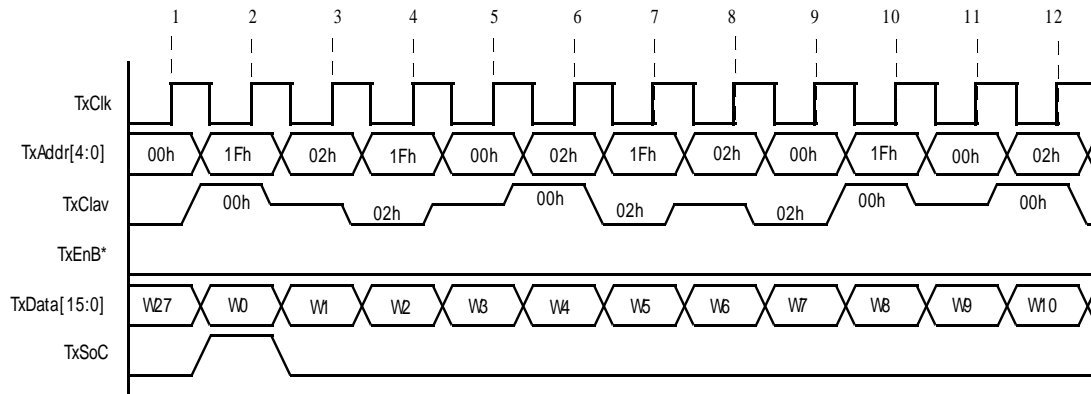 1 2 3 4 5 6 7 8 9 10 11 12
TxClk
TxAddr[4:0] 00h 1Fh 02h 1Fh 00h 02h 1Fh 02h 00h 1Fh 00h 02h
TxClav 00h 02h 00h 02h 02h 00h 00h
TxEnB*
TxData[15:0] W27 W0 W1 W2 W3 W4 W5 W6 W7 W8 W9 W10
TxSoC